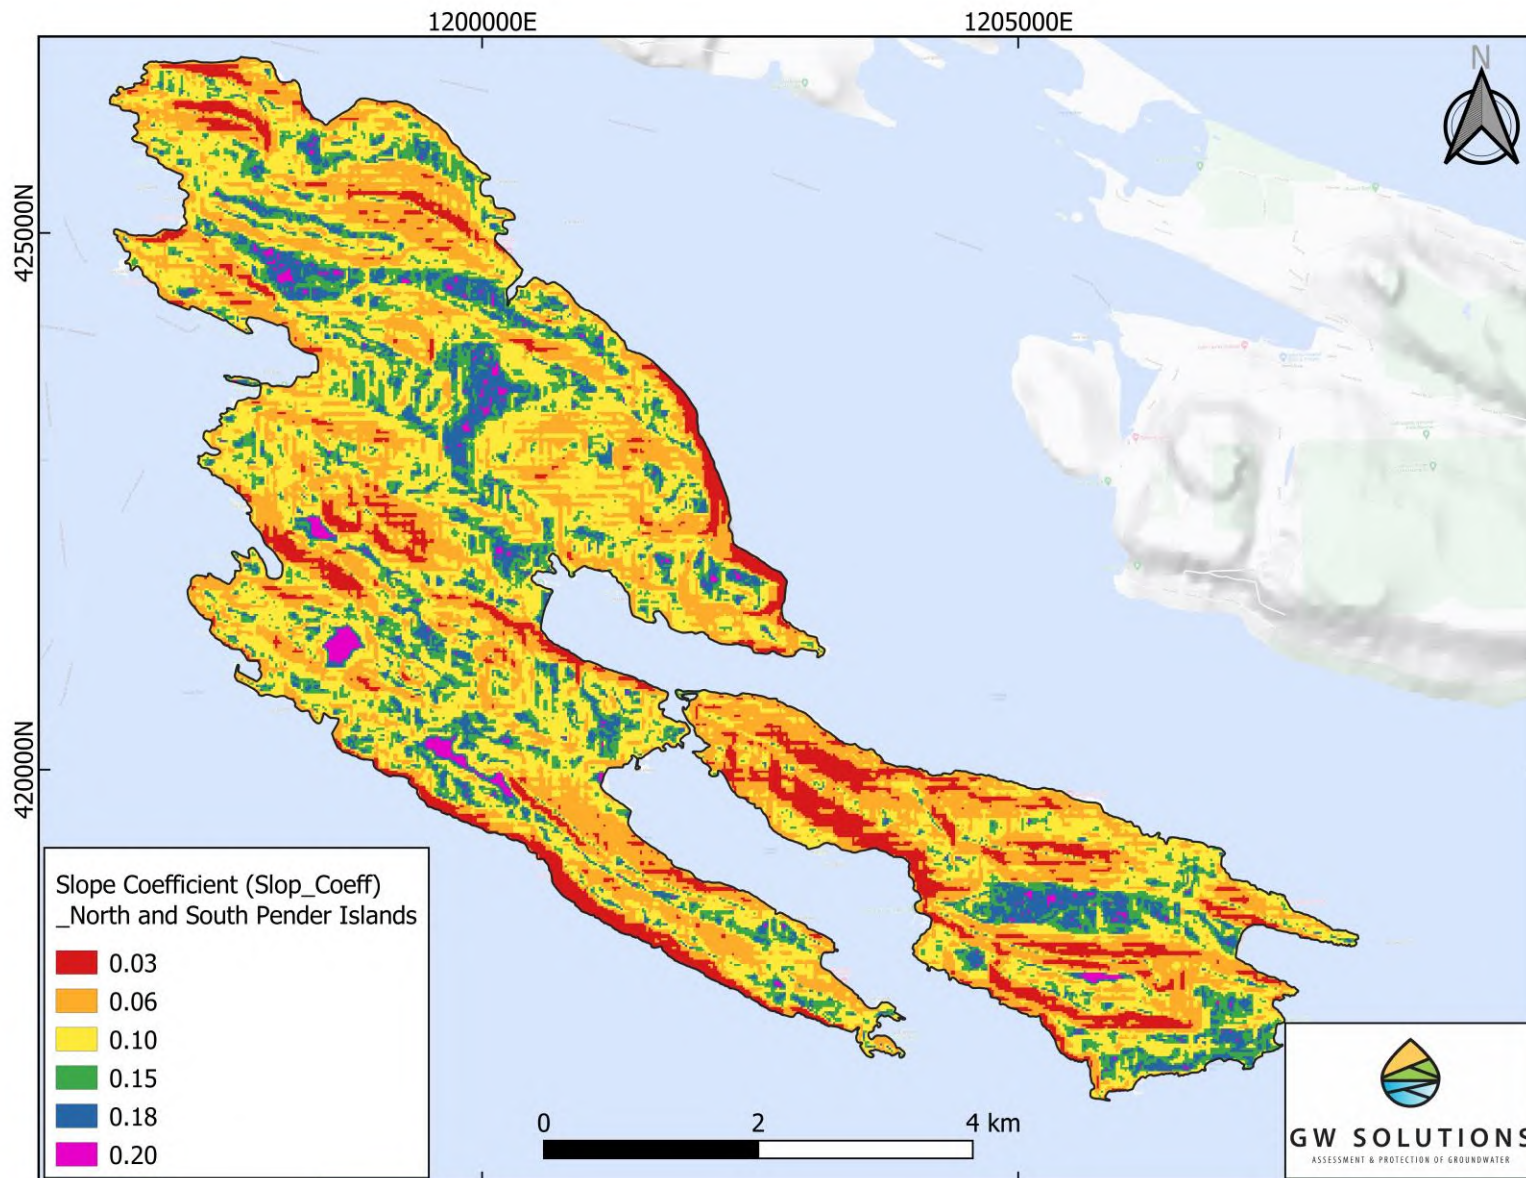 1200000E
1205000E
N
425000N
420000N
Slope Coefficient (Slop_Coeff)
_North and South Pender Islands
0.03
0.06
0.10
0.15
0.18
0.20
0
2
4 km
GW SOLUTIONS
ASSESSMENT & PROTECTION OF GROUNDWATER